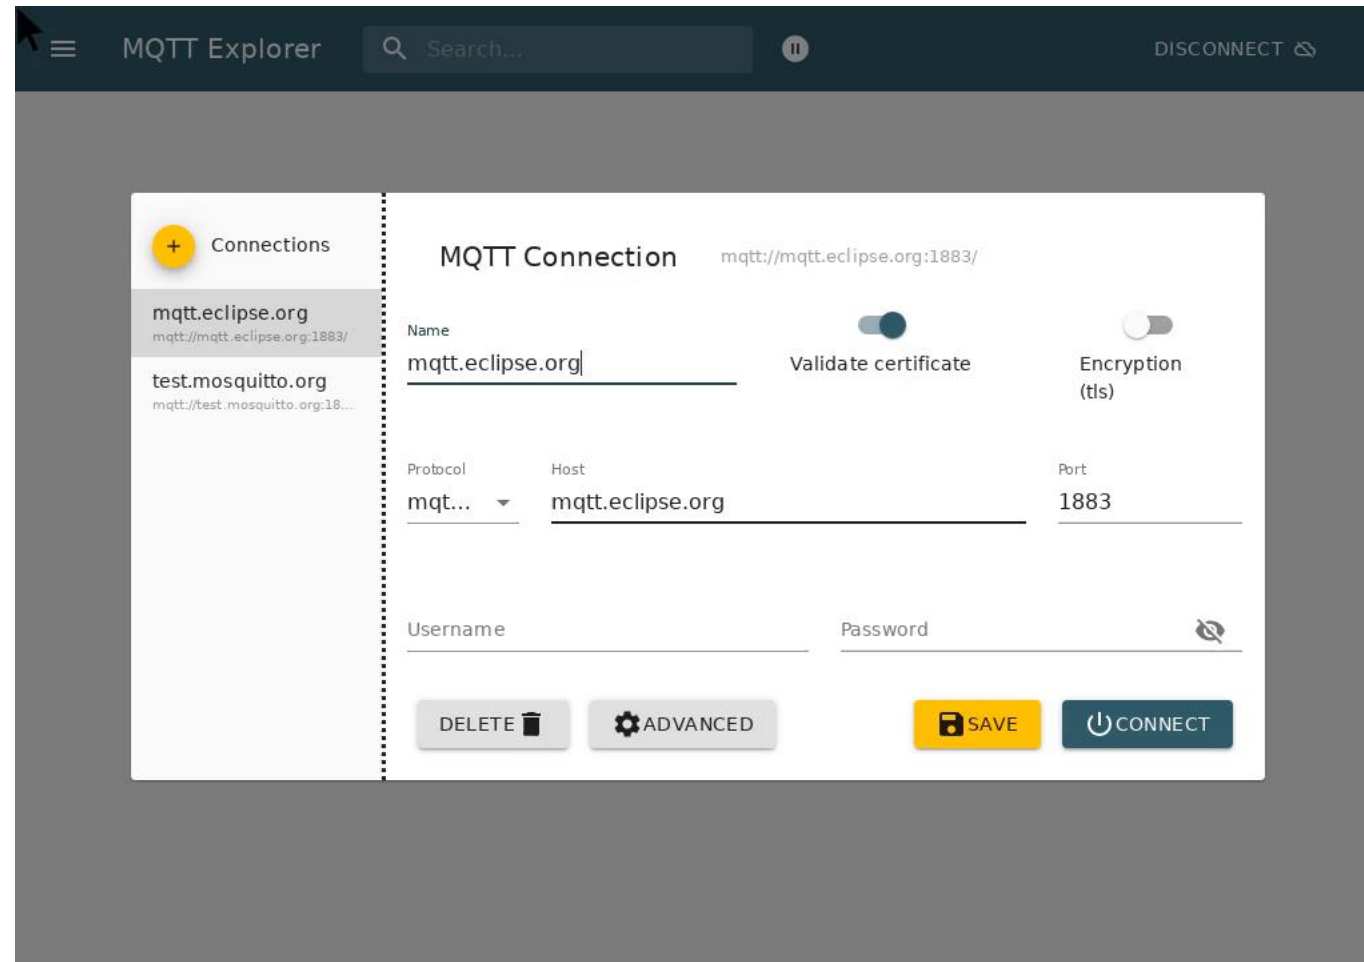 MQTT Explorer
Search...
DISCONNECT
Connections
mqtt.eclipse.org
mqtt://mqtt.eclipse.org:1883/
test.mosquitto.org
mqtt://test.mosquitto.org:18...
MQTT Connection mqtt://mqtt.eclipse.org:1883/
Name
mqtt.eclipse.org
Validate certificate
Encryption
(tls)
Protocol Host Port
mqt... mqtt.eclipse.org 1883
Username Password
DELETE ADVANCED SAVE CONNECT